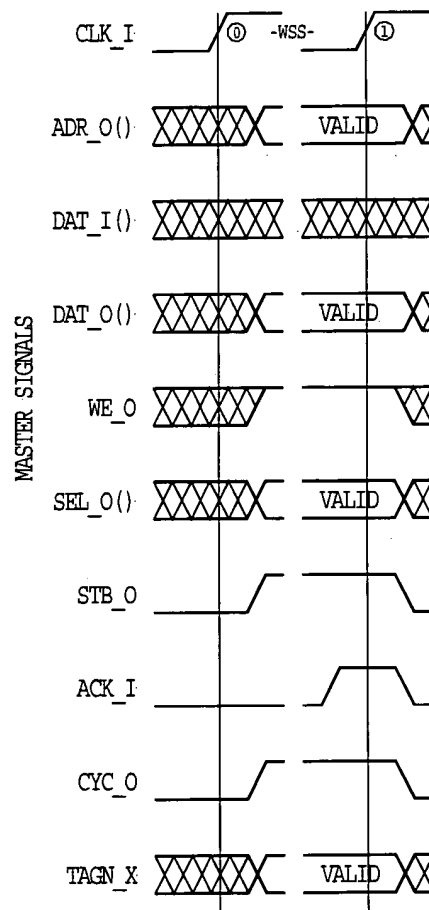 CLK_I
⓪
-WSS-
①
ADR_O()
VALID
DAT_I()
DAT_O()
VALID
MASTER SIGNALS
WE_O
SEL_O()
VALID
STB_O
ACK_I
CYC_O
TAGN_X
VALID